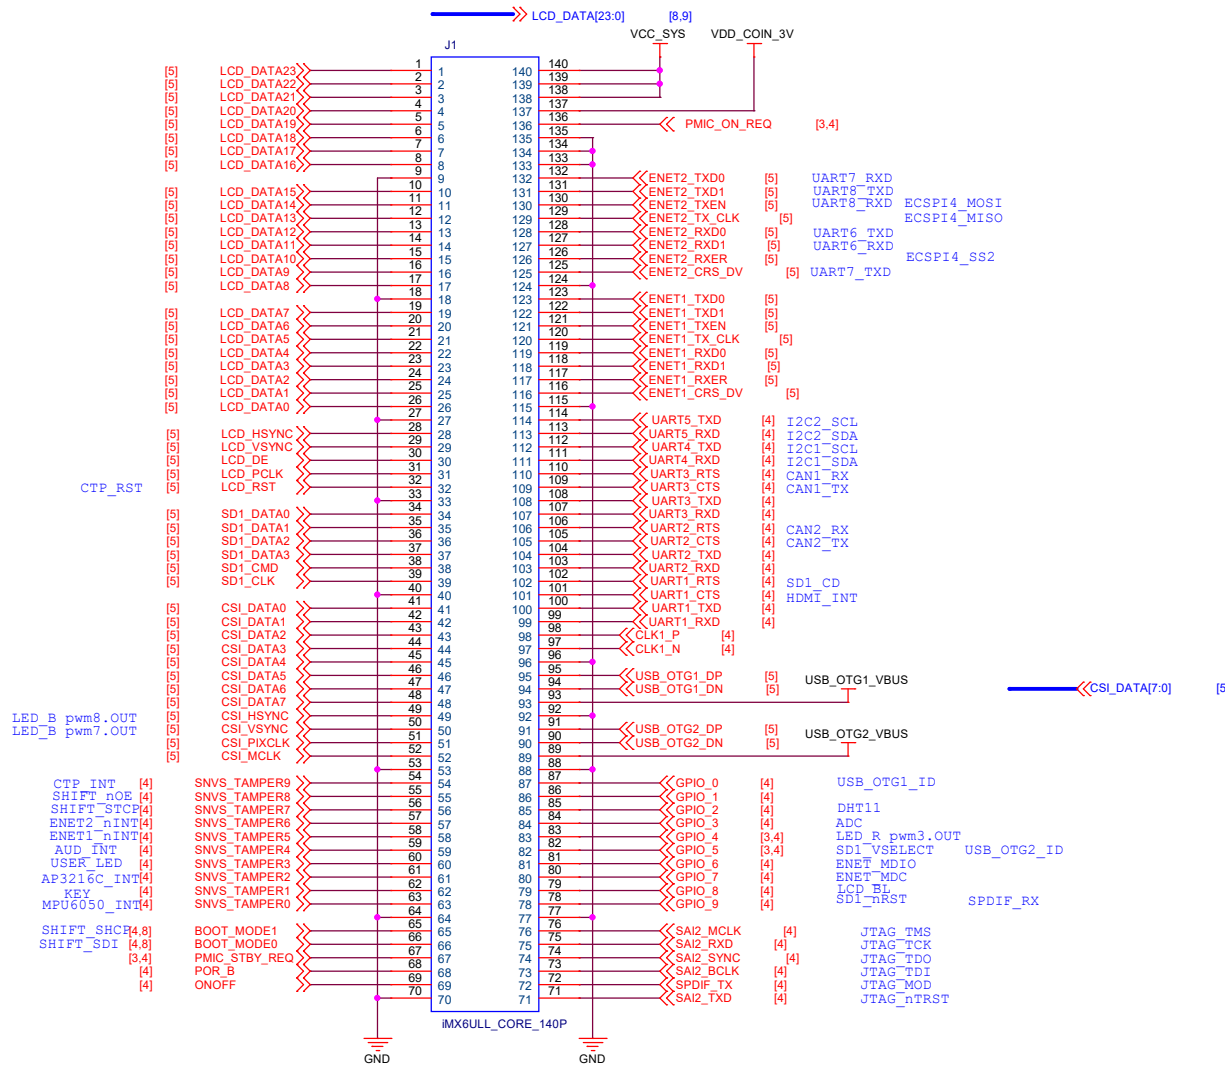 LCD_DATA[23:0] [8,9]
VCC_SYS VDD_COIN_3V
J1
[5] LCD_DATA23 1 1 140 140
[5] LCD_DATA22 2 2 139 139
[5] LCD_DATA21 3 3 138 138
[5] LCD_DATA20 4 4 137 137
[5] LCD_DATA19 5 5 136 136 PMIC_ON_REQ [3,4]
[5] LCD_DATA18 6 6 135 135
[5] LCD_DATA17 7 7 134 134
[5] LCD_DATA16 8 8 133 133
9 9 132 132 ENET2_TXD0 [5] UART7_RXD
[5] LCD_DATA15 10 10 131 131 ENET2_TXD1 [5] UART8_TXD
[5] LCD_DATA14 11 11 130 130 ENET2_TXEN [5] UART8_RXD ECSPI4_MOSI
[5] LCD_DATA13 12 12 129 129 ENET2_TX_CLK [5] ECSPI4_MISO
[5] LCD_DATA12 13 13 128 128 ENET2_RXD0 [5] UART6_TXD
[5] LCD_DATA11 14 14 127 127 ENET2_RXD1 [5] UART6_RXD
[5] LCD_DATA10 15 15 126 126 ENET2_RXER [5] ECSPI4_SS2
[5] LCD_DATA9 16 16 125 125 ENET2_CRS_DV [5] UART7_TXD
[5] LCD_DATA8 17 17 124 124
18 18 123 123 ENET1_TXD0 [5]
[5] LCD_DATA7 19 19 122 122 ENET1_TXD1 [5]
[5] LCD_DATA6 20 20 121 121 ENET1_TXEN [5]
[5] LCD_DATA5 21 21 120 120 ENET1_TX_CLK [5]
[5] LCD_DATA4 22 22 119 119 ENET1_RXD0 [5]
[5] LCD_DATA3 23 23 118 118 ENET1_RXD1 [5]
[5] LCD_DATA2 24 24 117 117 ENET1_RXER [5]
[5] LCD_DATA1 25 25 116 116 ENET1_CRS_DV [5]
[5] LCD_DATA0 26 26 115 115
27 27 114 114 UART5_TXD [4] I2C2_SCL
[5] LCD_HSYNC 28 28 113 113 UART5_RXD [4] I2C2_SDA
[5] LCD_VSYNC 29 29 112 112 UART4_TXD [4] I2C1_SCL
[5] LCD_DE 30 30 111 111 UART4_RXD [4] I2C1_SDA
[5] LCD_PCLK 31 31 110 110 UART3_RTS [4] CAN1_RX
CTP_RST [5] LCD_RST 32 32 109 109 UART3_CTS [4] CAN1_TX
33 33 108 108 UART3_TXD [4]
[5] SD1_DATA0 34 34 107 107 UART3_RXD [4]
[5] SD1_DATA1 35 35 106 106 UART2_RTS [4] CAN2_RX
[5] SD1_DATA2 36 36 105 105 UART2_CTS [4] CAN2_TX
[5] SD1_DATA3 37 37 104 104 UART2_TXD [4]
[5] SD1_CMD 38 38 103 103 UART2_RXD [4]
[5] SD1_CLK 39 39 102 102 UART1_RTS [4] SD1_CD
40 40 101 101 UART1_CTS [4] HDMI_INT
[5] CSI_DATA0 41 41 100 100 UART1_TXD [4]
[5] CSI_DATA1 42 42 99 99 UART1_RXD [4]
[5] CSI_DATA2 43 43 98 98 CLK1_P [4]
[5] CSI_DATA3 44 44 97 97 CLK1_N [4]
[5] CSI_DATA4 45 45 96 96
[5] CSI_DATA5 46 46 95 95 USB_OTG1_DP [5] USB_OTG1_VBUS
[5] CSI_DATA6 47 47 94 94 USB_OTG1_DN [5] CSI_DATA[7:0] [5
[5] CSI_DATA7 48 48 93 93
LED_B pwm8.OUT [5] CSI_HSYNC 49 49 92 92
LED_B pwm7.OUT [5] CSI_VSYNC 50 50 91 91 USB_OTG2_DP [5] USB_OTG2_VBUS
[5] CSI_PIXCLK 51 51 90 90 USB_OTG2_DN [5]
[5] CSI_MCLK 52 52 89 89
53 53 88 88
CTP_INT [4] SNVS_TAMPER9 54 54 87 87 GPIO_0 [4] USB_OTG1_ID
SHIFT_nOE [4] SNVS_TAMPER8 55 55 86 86 GPIO_1 [4]
SHIFT_STCP [4] SNVS_TAMPER7 56 56 85 85 GPIO_2 [4] DHT11
ENET2_nINT [4] SNVS_TAMPER6 57 57 84 84 GPIO_3 [4] ADC
ENET1_nINT [4] SNVS_TAMPER5 58 58 83 83 GPIO_4 [3,4] LED_R pwm3.OUT
AUD_INT [4] SNVS_TAMPER4 59 59 82 82 GPIO_5 [3,4] SD1_VSELECT USB_OTG2_ID
USER_LED [4] SNVS_TAMPER3 60 60 81 81 GPIO_6 [4] ENET_MDIO
AP3216C_INT [4] SNVS_TAMPER2 61 61 80 80 GPIO_7 [4] ENET_MDC
KEY [4] SNVS_TAMPER1 62 62 79 79 GPIO_8 [4] LCD_BL
MPU6050_INT [4] SNVS_TAMPER0 63 63 78 78 GPIO_9 [4] SD1_nRST SPDIF_RX
64 64 77 77
SHIFT_SHCP [4,8] BOOT_MODE1 65 65 76 76 SAI2_MCLK [4] JTAG_TMS
SHIFT_SDI [4,8] BOOT_MODE0 66 66 75 75 SAI2_RXD [4] JTAG_TCK
[3,4] PMIC_STBY_REQ 67 67 74 74 SAI2_SYNC [4] JTAG_TDO
[4] POR_B 68 68 73 73 SAI2_BCLK [4] JTAG_TDI
[4] ONOFF 69 69 72 72 SPDIF_TX [4] JTAG_MOD
70 70 71 71 SAI2_TXD [4] JTAG_nTRST
iMX6ULL_CORE_140P
GND GND